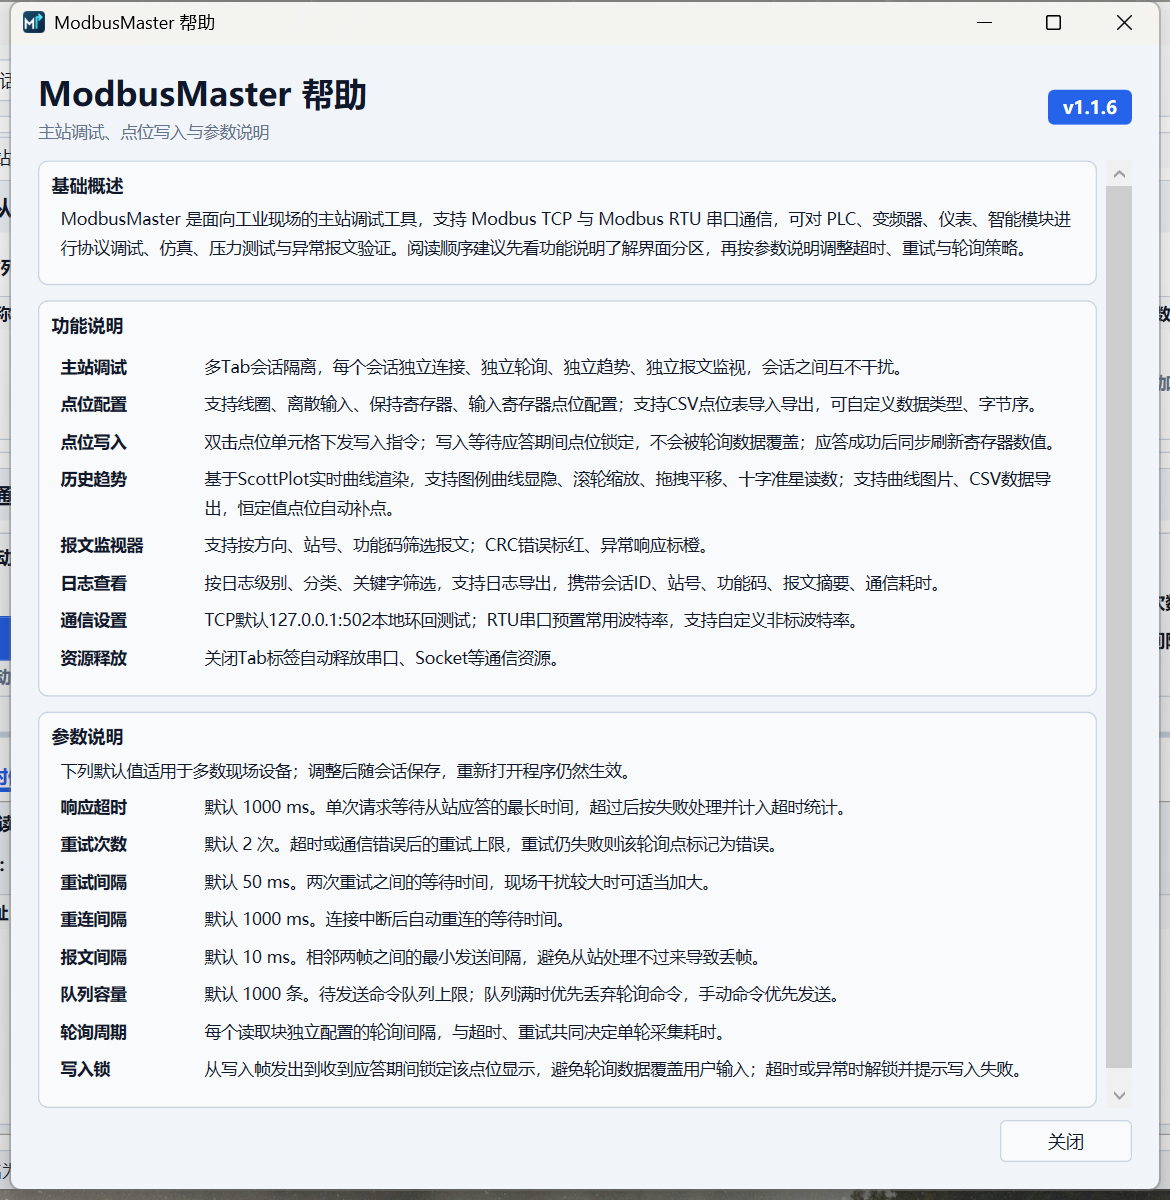 ModbusMaster 帮助
ModbusMaster 帮助
v1.1.6
主站调试、点位写入与参数说明
基础概述
ModbusMaster 是面向工业现场的主站调试工具，支持 Modbus TCP 与 Modbus RTU 串口通信，可对 PLC、变频器、仪表、智能模块进
行协议调试、仿真、压力测试与异常报文验证。阅读顺序建议先看功能说明了解界面分区，再按参数说明调整超时、重试与轮询策略。
功能说明
主站调试 多Tab会话隔离，每个会话独立连接、独立轮询、独立趋势、独立报文监视，会话之间互不干扰。
点位配置 支持线圈、离散输入、保持寄存器、输入寄存器点位配置；支持CSV点位表导入导出，可自定义数据类型、字节序。
点位写入 双击点位单元格下发写入指令；写入等待应答期间点位锁定，不会被轮询数据覆盖；应答成功后同步刷新寄存器数值。
历史趋势 基于ScottPlot实时曲线渲染，支持图例曲线显隐、滚轮缩放、拖拽平移、十字准星读数；支持曲线图片、CSV数据导
出，恒定值点位自动补点。
报文监视器 支持按方向、站号、功能码筛选报文；CRC错误标红、异常响应标橙。
日志查看 按日志级别、分类、关键字筛选，支持日志导出，携带会话ID、站号、功能码、报文摘要、通信耗时。
通信设置 TCP默认127.0.0.1:502本地环回测试；RTU串口预置常用波特率，支持自定义非标波特率。
资源释放 关闭Tab标签自动释放串口、Socket等通信资源。
参数说明
下列默认值适用于多数现场设备；调整后随会话保存，重新打开程序仍然生效。
响应超时 默认 1000 ms。单次请求等待从站应答的最长时间，超过后按失败处理并计入超时统计。
重试次数 默认 2 次。超时或通信错误后的重试上限，重试仍失败则该轮询点标记为错误。
重试间隔 默认 50 ms。两次重试之间的等待时间，现场干扰较大时可适当加大。
重连间隔 默认 1000 ms。连接中断后自动重连的等待时间。
报文间隔 默认 10 ms。相邻两帧之间的最小发送间隔，避免从站处理不过来导致丢帧。
队列容量 默认 1000 条。待发送命令队列上限；队列满时优先丢弃轮询命令，手动命令优先发送。
轮询周期 每个读取块独立配置的轮询间隔，与超时、重试共同决定单轮采集耗时。
写入锁 从写入帧发出到收到应答期间锁定该点位显示，避免轮询数据覆盖用户输入；超时或异常时解锁并提示写入失败。
关闭